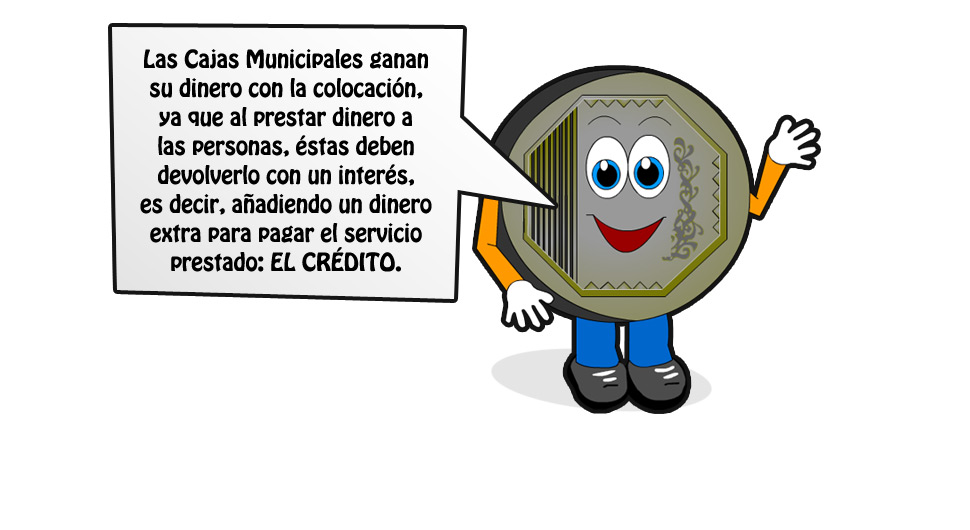 Las Cajas Municipales ganan
su dinero con la colocación,
ya que al prestar dinero a
las personas, éstas deben
devolverlo con un interés,
es decir, añadiendo un dinero
extra para pagar el servicio
prestado: EL CRÉDITO.